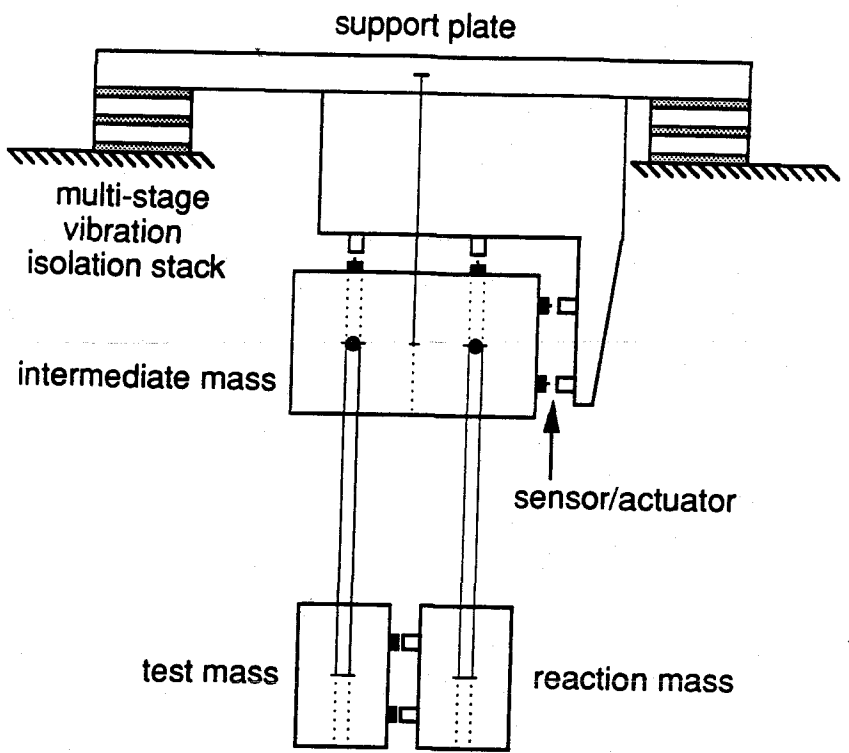 support plate
multi-stage
vibration
isolation stack
intermediate mass
sensor/actuator
test mass
reaction mass